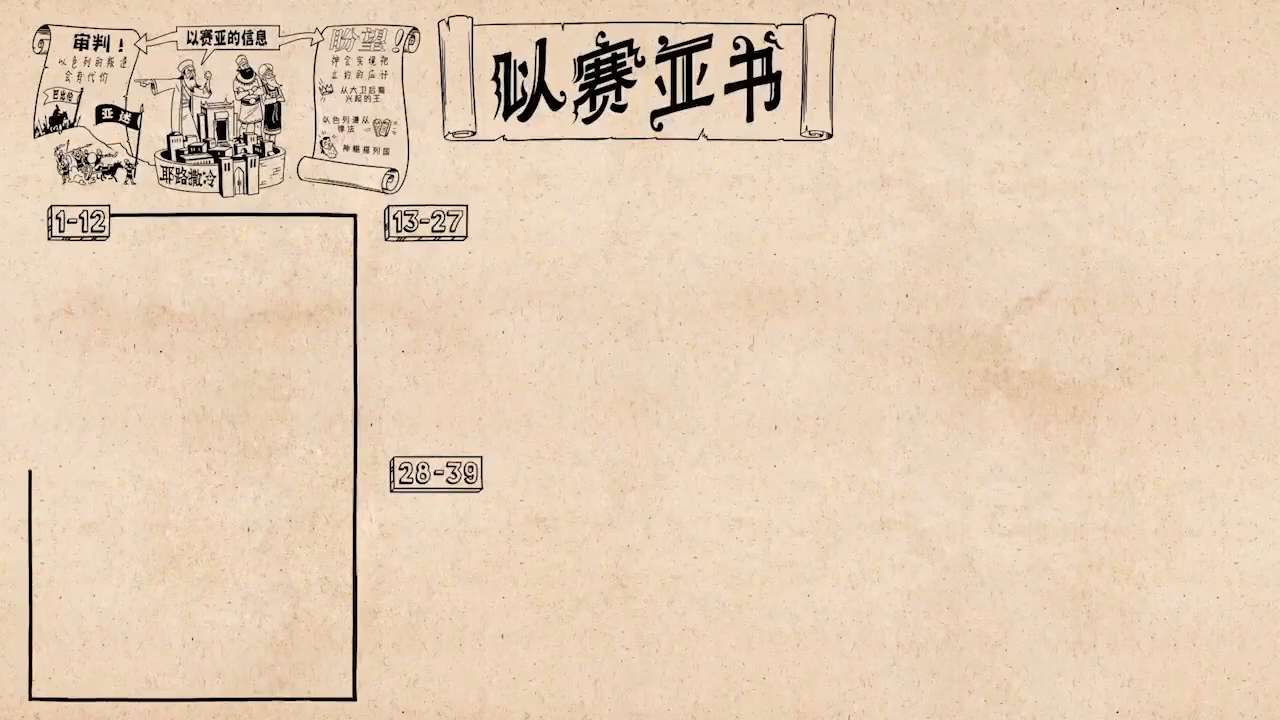 审判！
以色列的叛逆
会有代价
巴比伦
亚述
以赛亚的信息
耶路撒冷
盼望！
神会实现祂
立约的应许
从大卫后裔
兴起的王
以色列遵从
律法
神赐福列国
以赛亚书
1-12
13-27
28-39